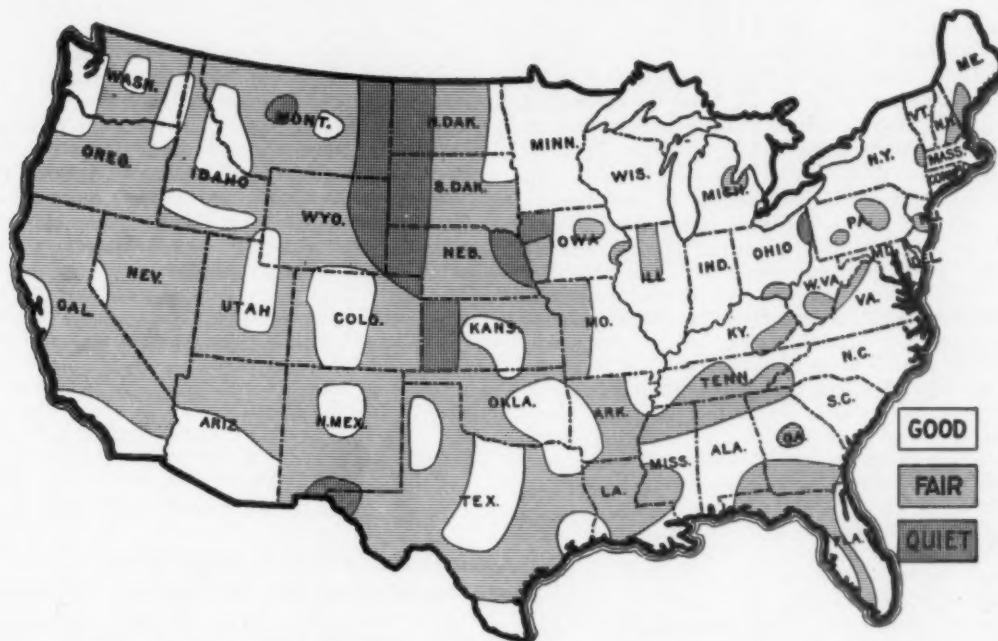 WASH.
MONT.
N.DAK.
MINN.
ME.
VT.
N.H.
OREG.
IDAHO
S.DAK.
WIS.
MICH.
N.Y.
MASS.
CONN.
WYO.
NEB.
IOWA
PA.
N.J.
NEV.
UTAH
COLO.
KANS.
MO.
ILL.
IND.
OHIO
W.VA.
MD.
DEL.
CAL.
KY.
VA.
ARIZ.
N.MEX.
OKLA.
ARK.
TENN.
N.C.
S.C.
TEX.
LA.
MISS.
ALA.
GA.
FLA.
GOOD
FAIR
QUIET